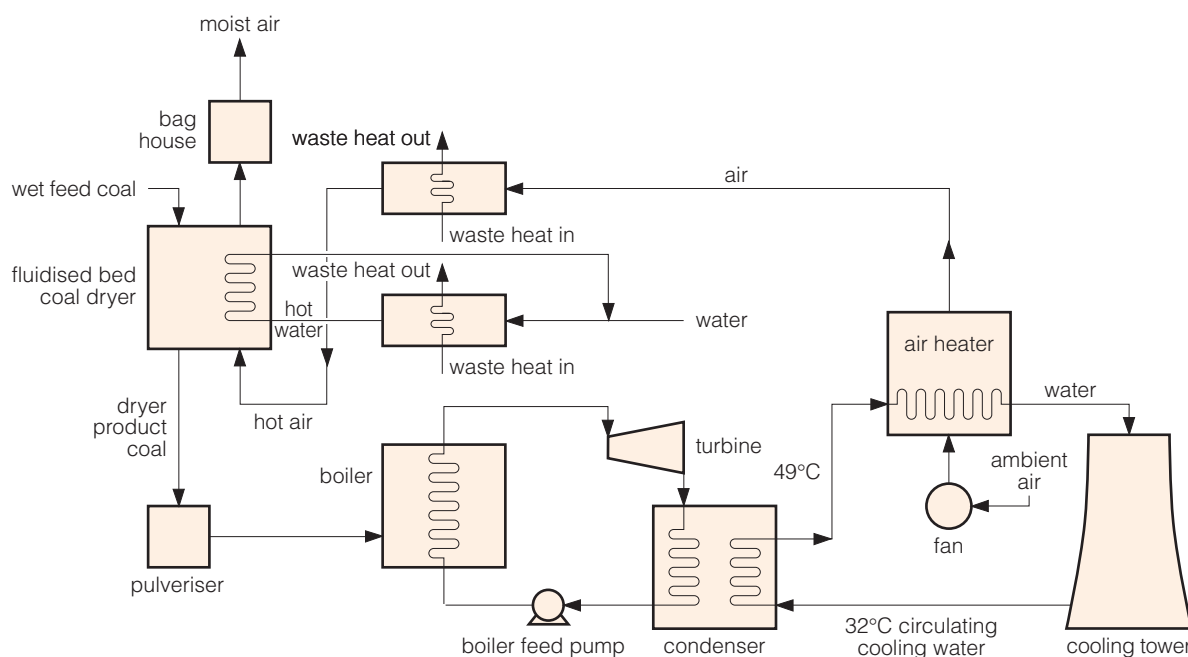 moist air
bag
house
waste heat out
wet feed coal
air
waste heat in
fluidised bed
coal dryer
waste heat out
hot
water
water
air heater
waste heat in
dryer
product
coal
hot air
water
boiler
turbine
49°C
ambient
air
fan
pulveriser
boiler feed pump
condenser
32°C circulating
cooling water
cooling tower